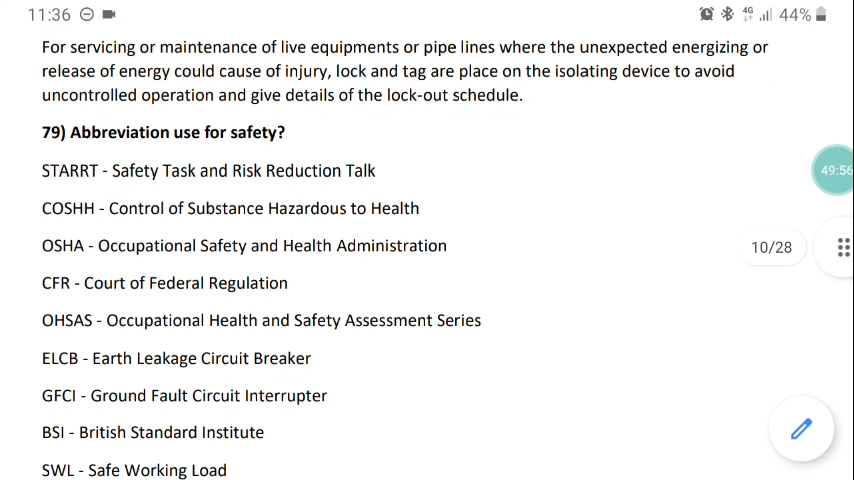 11:36 44%
4G
For servicing or maintenance of live equipments or pipe lines where the unexpected energizing or
release of energy could cause of injury, lock and tag are place on the isolating device to avoid
uncontrolled operation and give details of the lock-out schedule.
79) Abbreviation use for safety?
STARRT - Safety Task and Risk Reduction Talk
49:56
COSHH - Control of Substance Hazardous to Health
OSHA - Occupational Safety and Health Administration
10/28
CFR - Court of Federal Regulation
OHSAS - Occupational Health and Safety Assessment Series
ELCB - Earth Leakage Circuit Breaker
GFCI - Ground Fault Circuit Interrupter
BSI - British Standard Institute
SWL - Safe Working Load